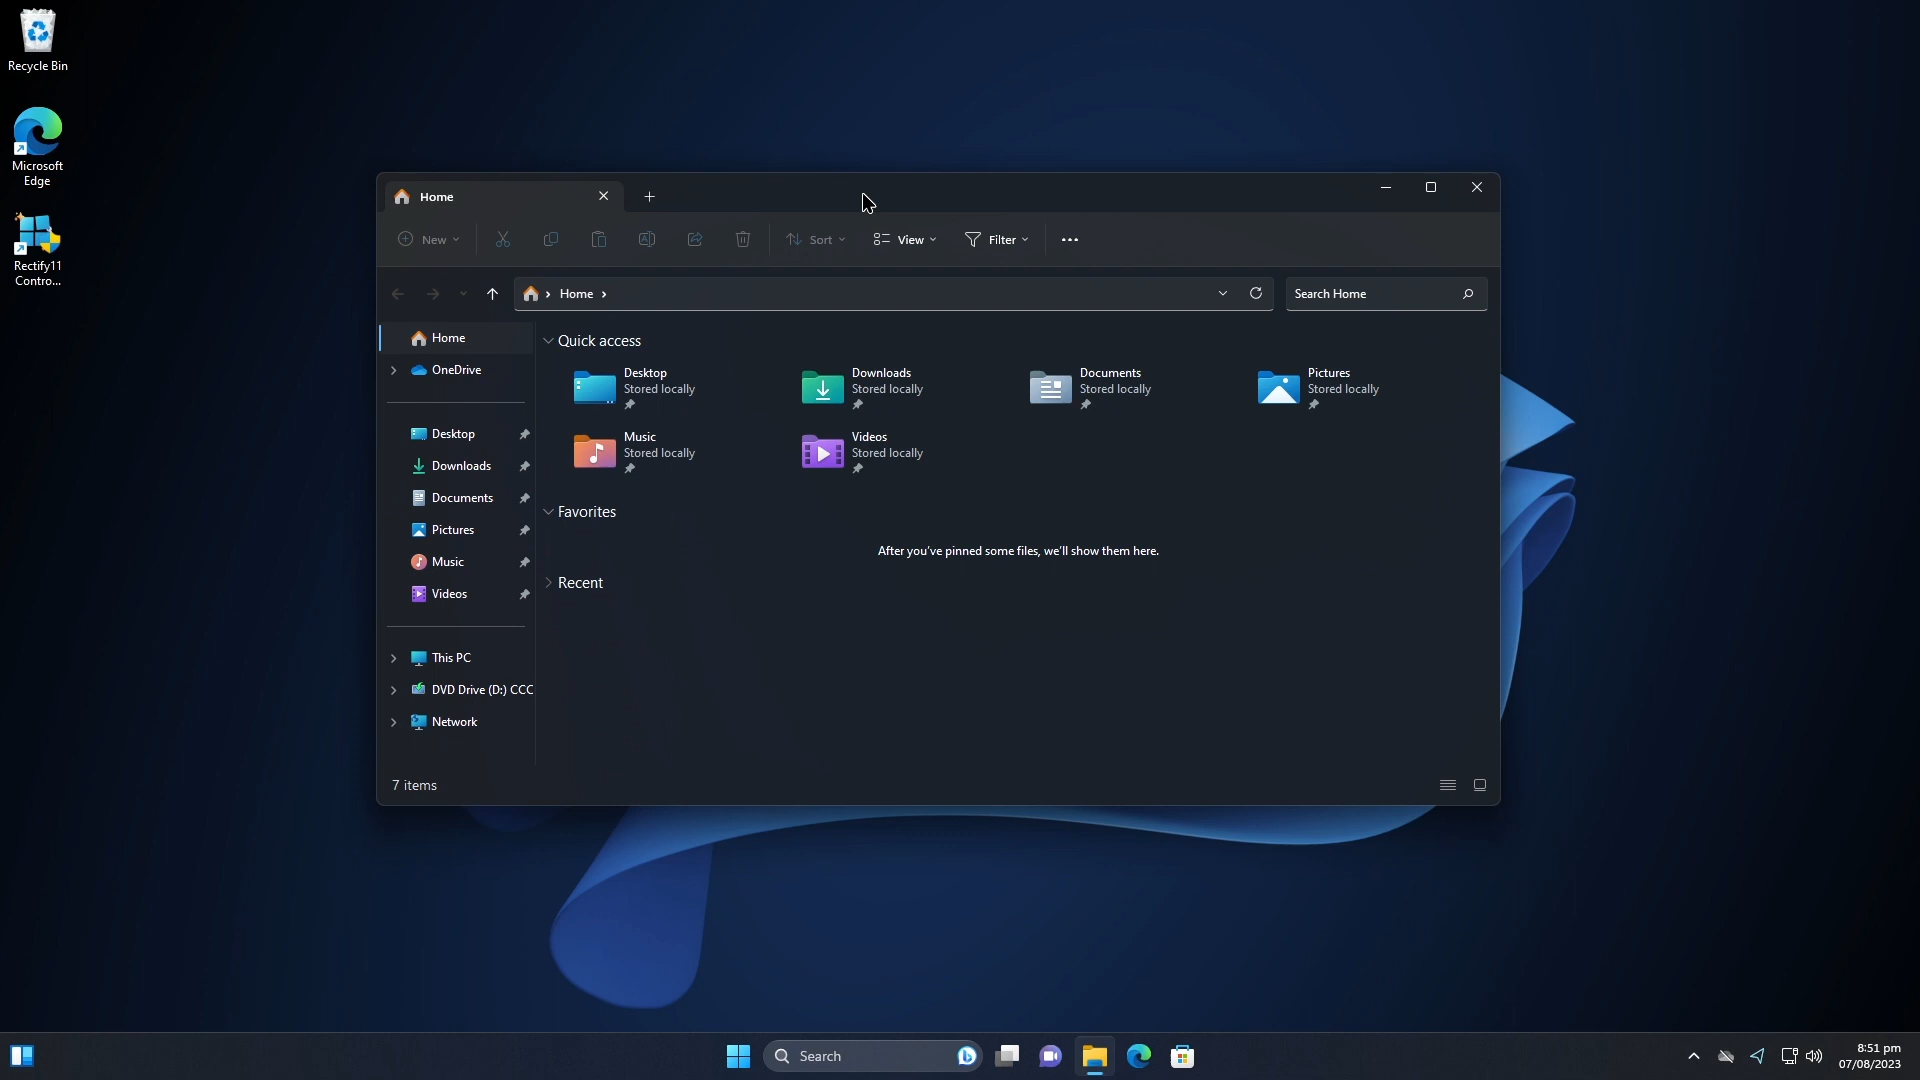 Recycle Bin
Microsoft
Edge
Rectify11
Contro...
Home
New
Sort
View
Filter
Home
Search Home
Home
OneDrive
Desktop
Downloads
Documents
Pictures
Music
Videos
This PC
DVD Drive (D:) CCC
Network
Quick access
Desktop
Stored locally
Downloads
Stored locally
Documents
Stored locally
Pictures
Stored locally
Music
Stored locally
Videos
Stored locally
Favorites
After you've pinned some files, we'll show them here.
Recent
7 items
Search
8:51 pm
07/08/2023